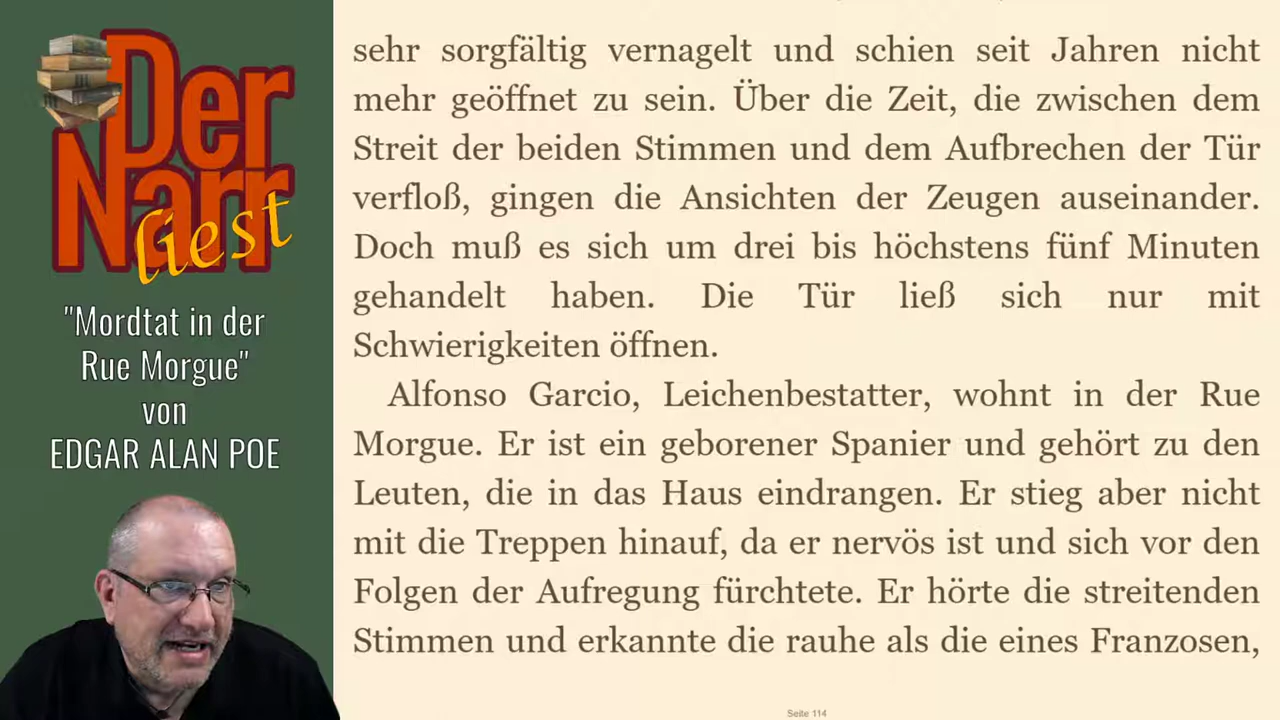 Der
Narr
liest
"Mordtat in der
Rue Morgue"
von
EDGAR ALAN POE
sehr sorgfältig vernagelt und schien seit Jahren nicht
mehr geöffnet zu sein. Über die Zeit, die zwischen dem
Streit der beiden Stimmen und dem Aufbrechen der Tür
verfloß, gingen die Ansichten der Zeugen auseinander.
Doch muß es sich um drei bis höchstens fünf Minuten
gehandelt haben. Die Tür ließ sich nur mit
Schwierigkeiten öffnen.
Alfonso Garcio, Leichenbestatter, wohnt in der Rue
Morgue. Er ist ein geborener Spanier und gehört zu den
Leuten, die in das Haus eindrangen. Er stieg aber nicht
mit die Treppen hinauf, da er nervös ist und sich vor den
Folgen der Aufregung fürchtete. Er hörte die streitenden
Stimmen und erkannte die rauhe als die eines Franzosen,
Seite 114